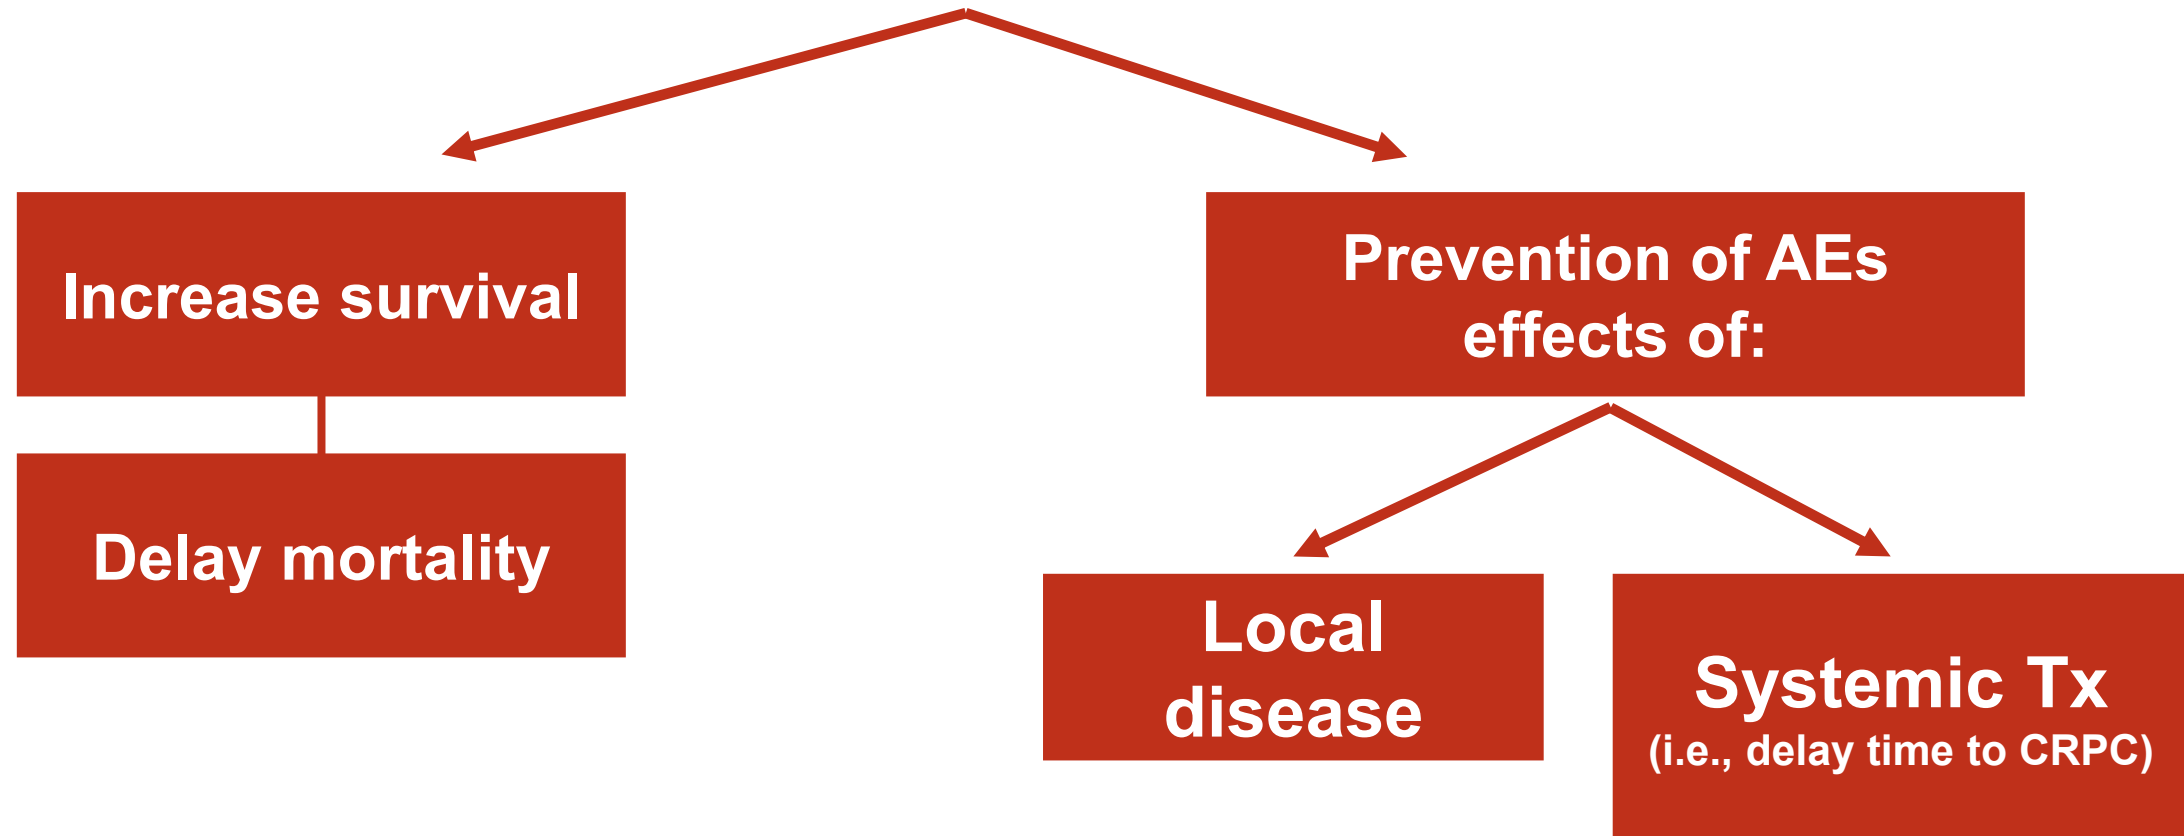 Increase survival
Delay mortality
Prevention of AEs
effects of:
Local
disease
Systemic Tx
(i.e., delay time to CRPC)